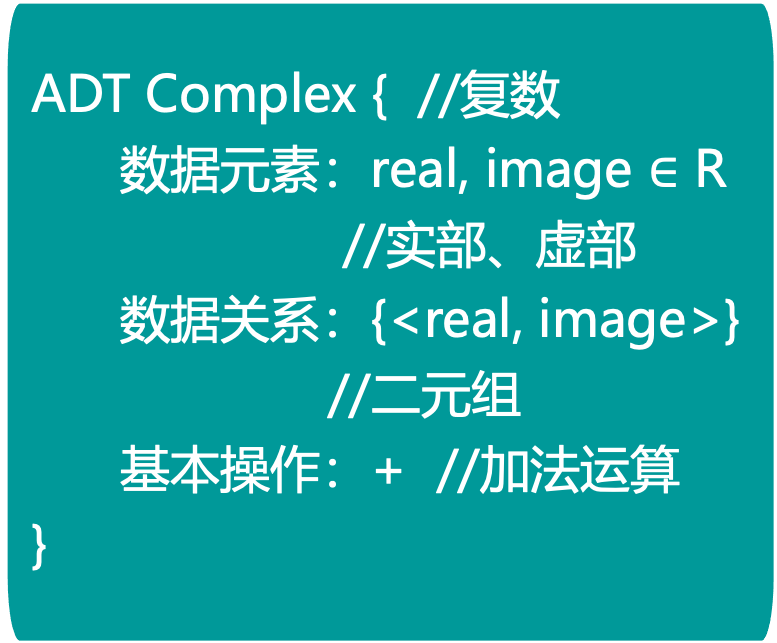 ADT Complex {  //复数
数据元素：real, image ∈ R
//实部、虚部
数据关系：{<real, image>}
//二元组
基本操作：+  //加法运算
}